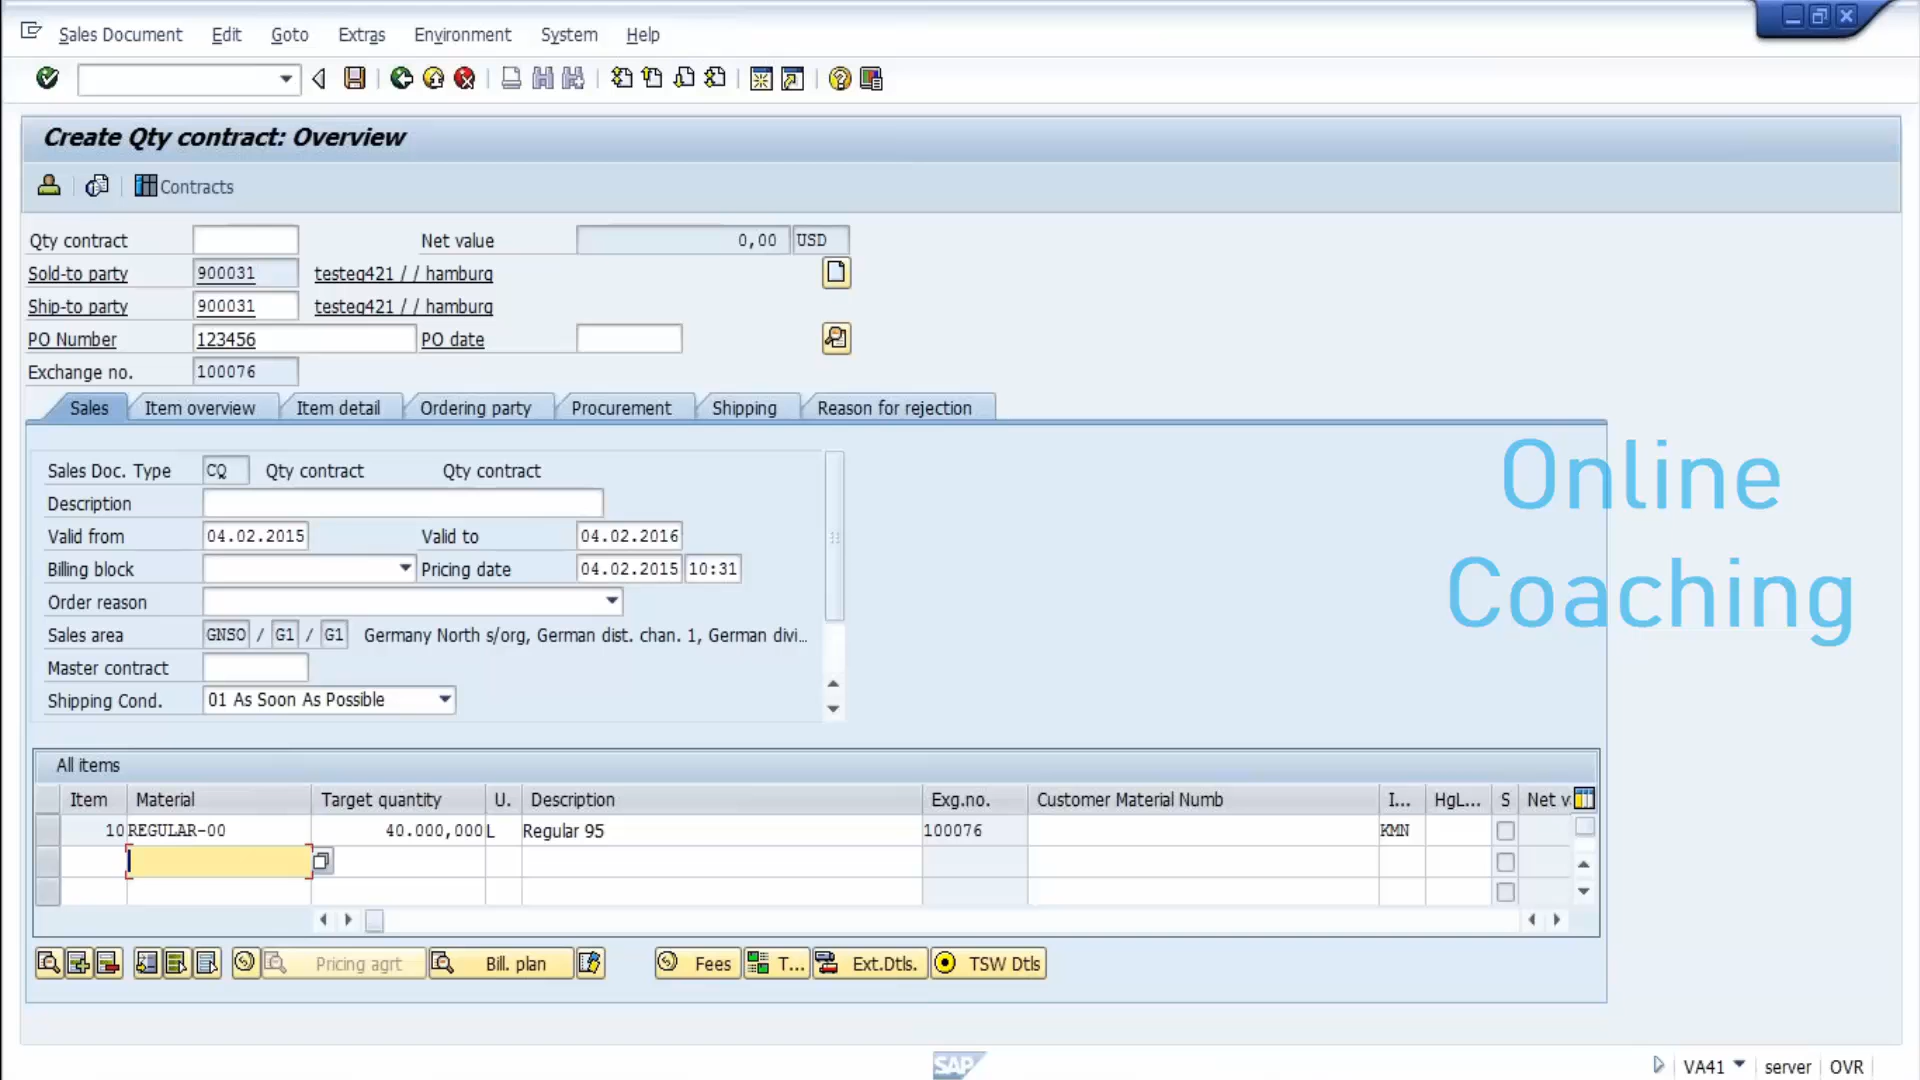 Sales Document Edit Goto Extras Environment System Help
Create Qty contract: Overview
Contracts
Qty contract Net value 0,00 USD
Sold-to party 900031 testeg421 / / hamburg
Ship-to party 900031 testeg421 / / hamburg
PO Number 123456 PO date
Exchange no. 100076
Sales Item overview Item detail Ordering party Procurement Shipping Reason for rejection
Sales Doc. Type CQ Qty contract Qty contract
Description
Valid from 04.02.2015 Valid to 04.02.2016
Billing block Pricing date 04.02.2015 10:31
Order reason
Sales area GNSO / G1 / G1 Germany North s/org, German dist. chan. 1, German divi...
Master contract
Shipping Cond. 01 As Soon As Possible
Online
Coaching
All items
Item Material Target quantity U. Description Exg.no. Customer Material Numb I... HgL... S Net v
10 REGULAR-00 40.000,000 L Regular 95 100076 KMN
Pricing agrt Bill. plan Fees T... Ext.Dtls. TSW Dtls
SAP VA41 server OVR